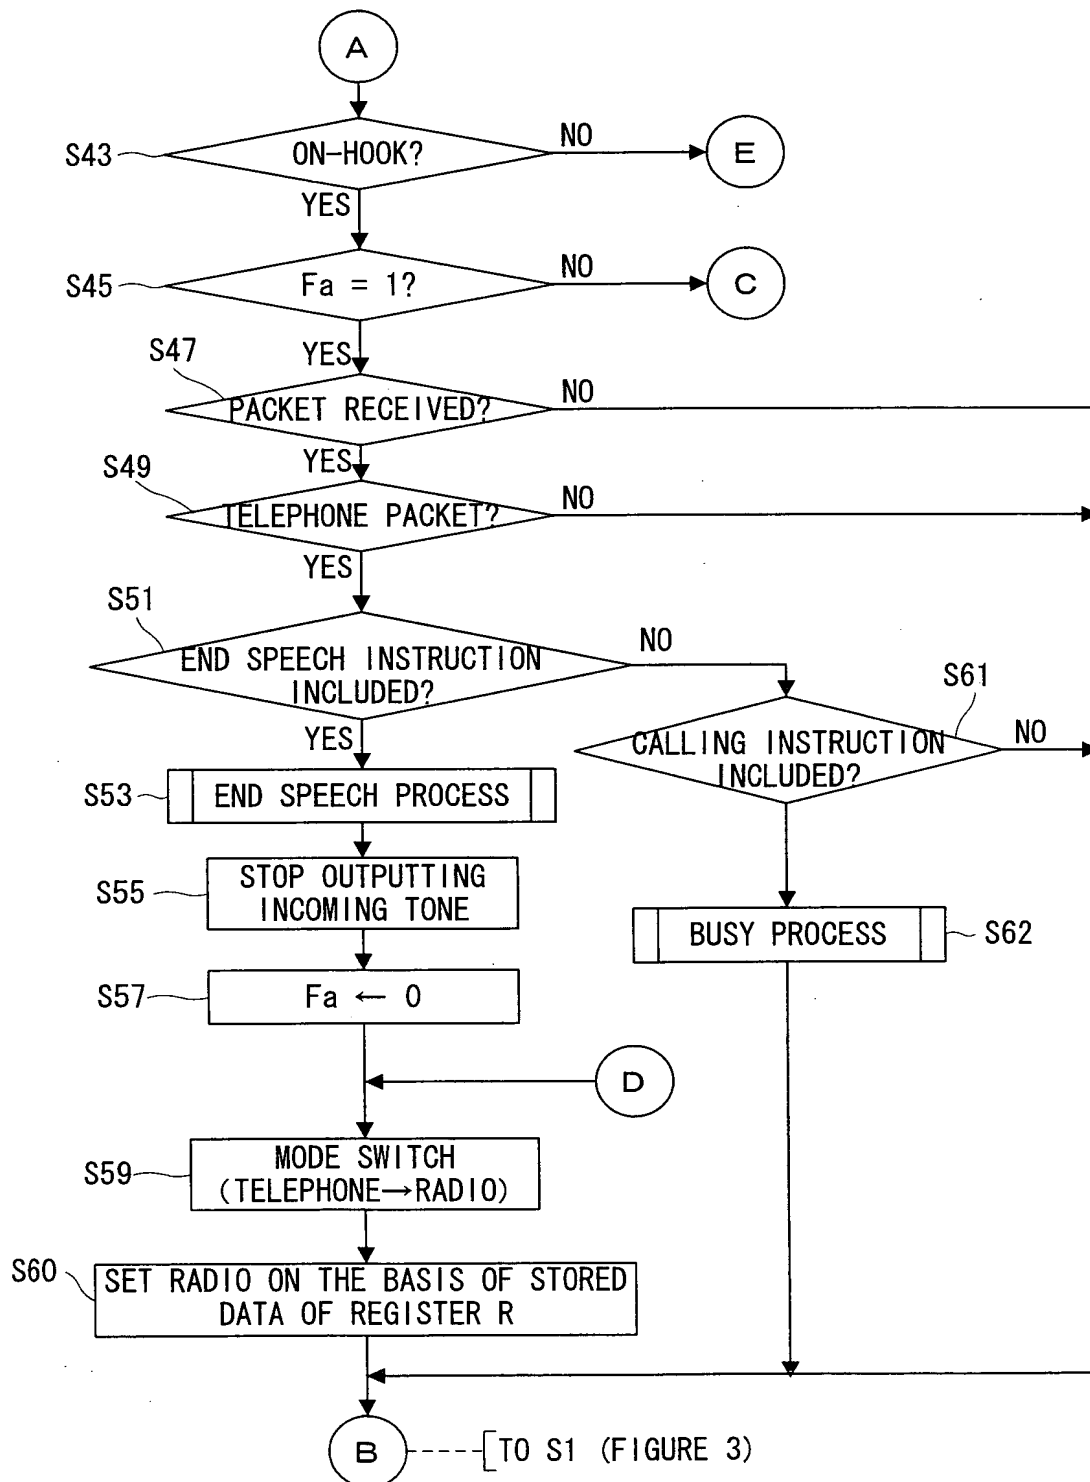 A
S43
ON-HOOK?
NO
E
YES
S45
Fa = 1?
NO
C
YES
S47
PACKET RECEIVED?
NO
YES
S49
TELEPHONE PACKET?
NO
YES
S51
END SPEECH INSTRUCTION
INCLUDED?
NO
YES
S61
CALLING INSTRUCTION
INCLUDED?
NO
S53
END SPEECH PROCESS
S55
STOP OUTPUTTING
INCOMING TONE
BUSY PROCESS
S62
S57
Fa ← 0
D
S59
MODE SWITCH
(TELEPHONE→RADIO)
S60
SET RADIO ON THE BASIS OF STORED
DATA OF REGISTER R
B
TO S1 (FIGURE 3)